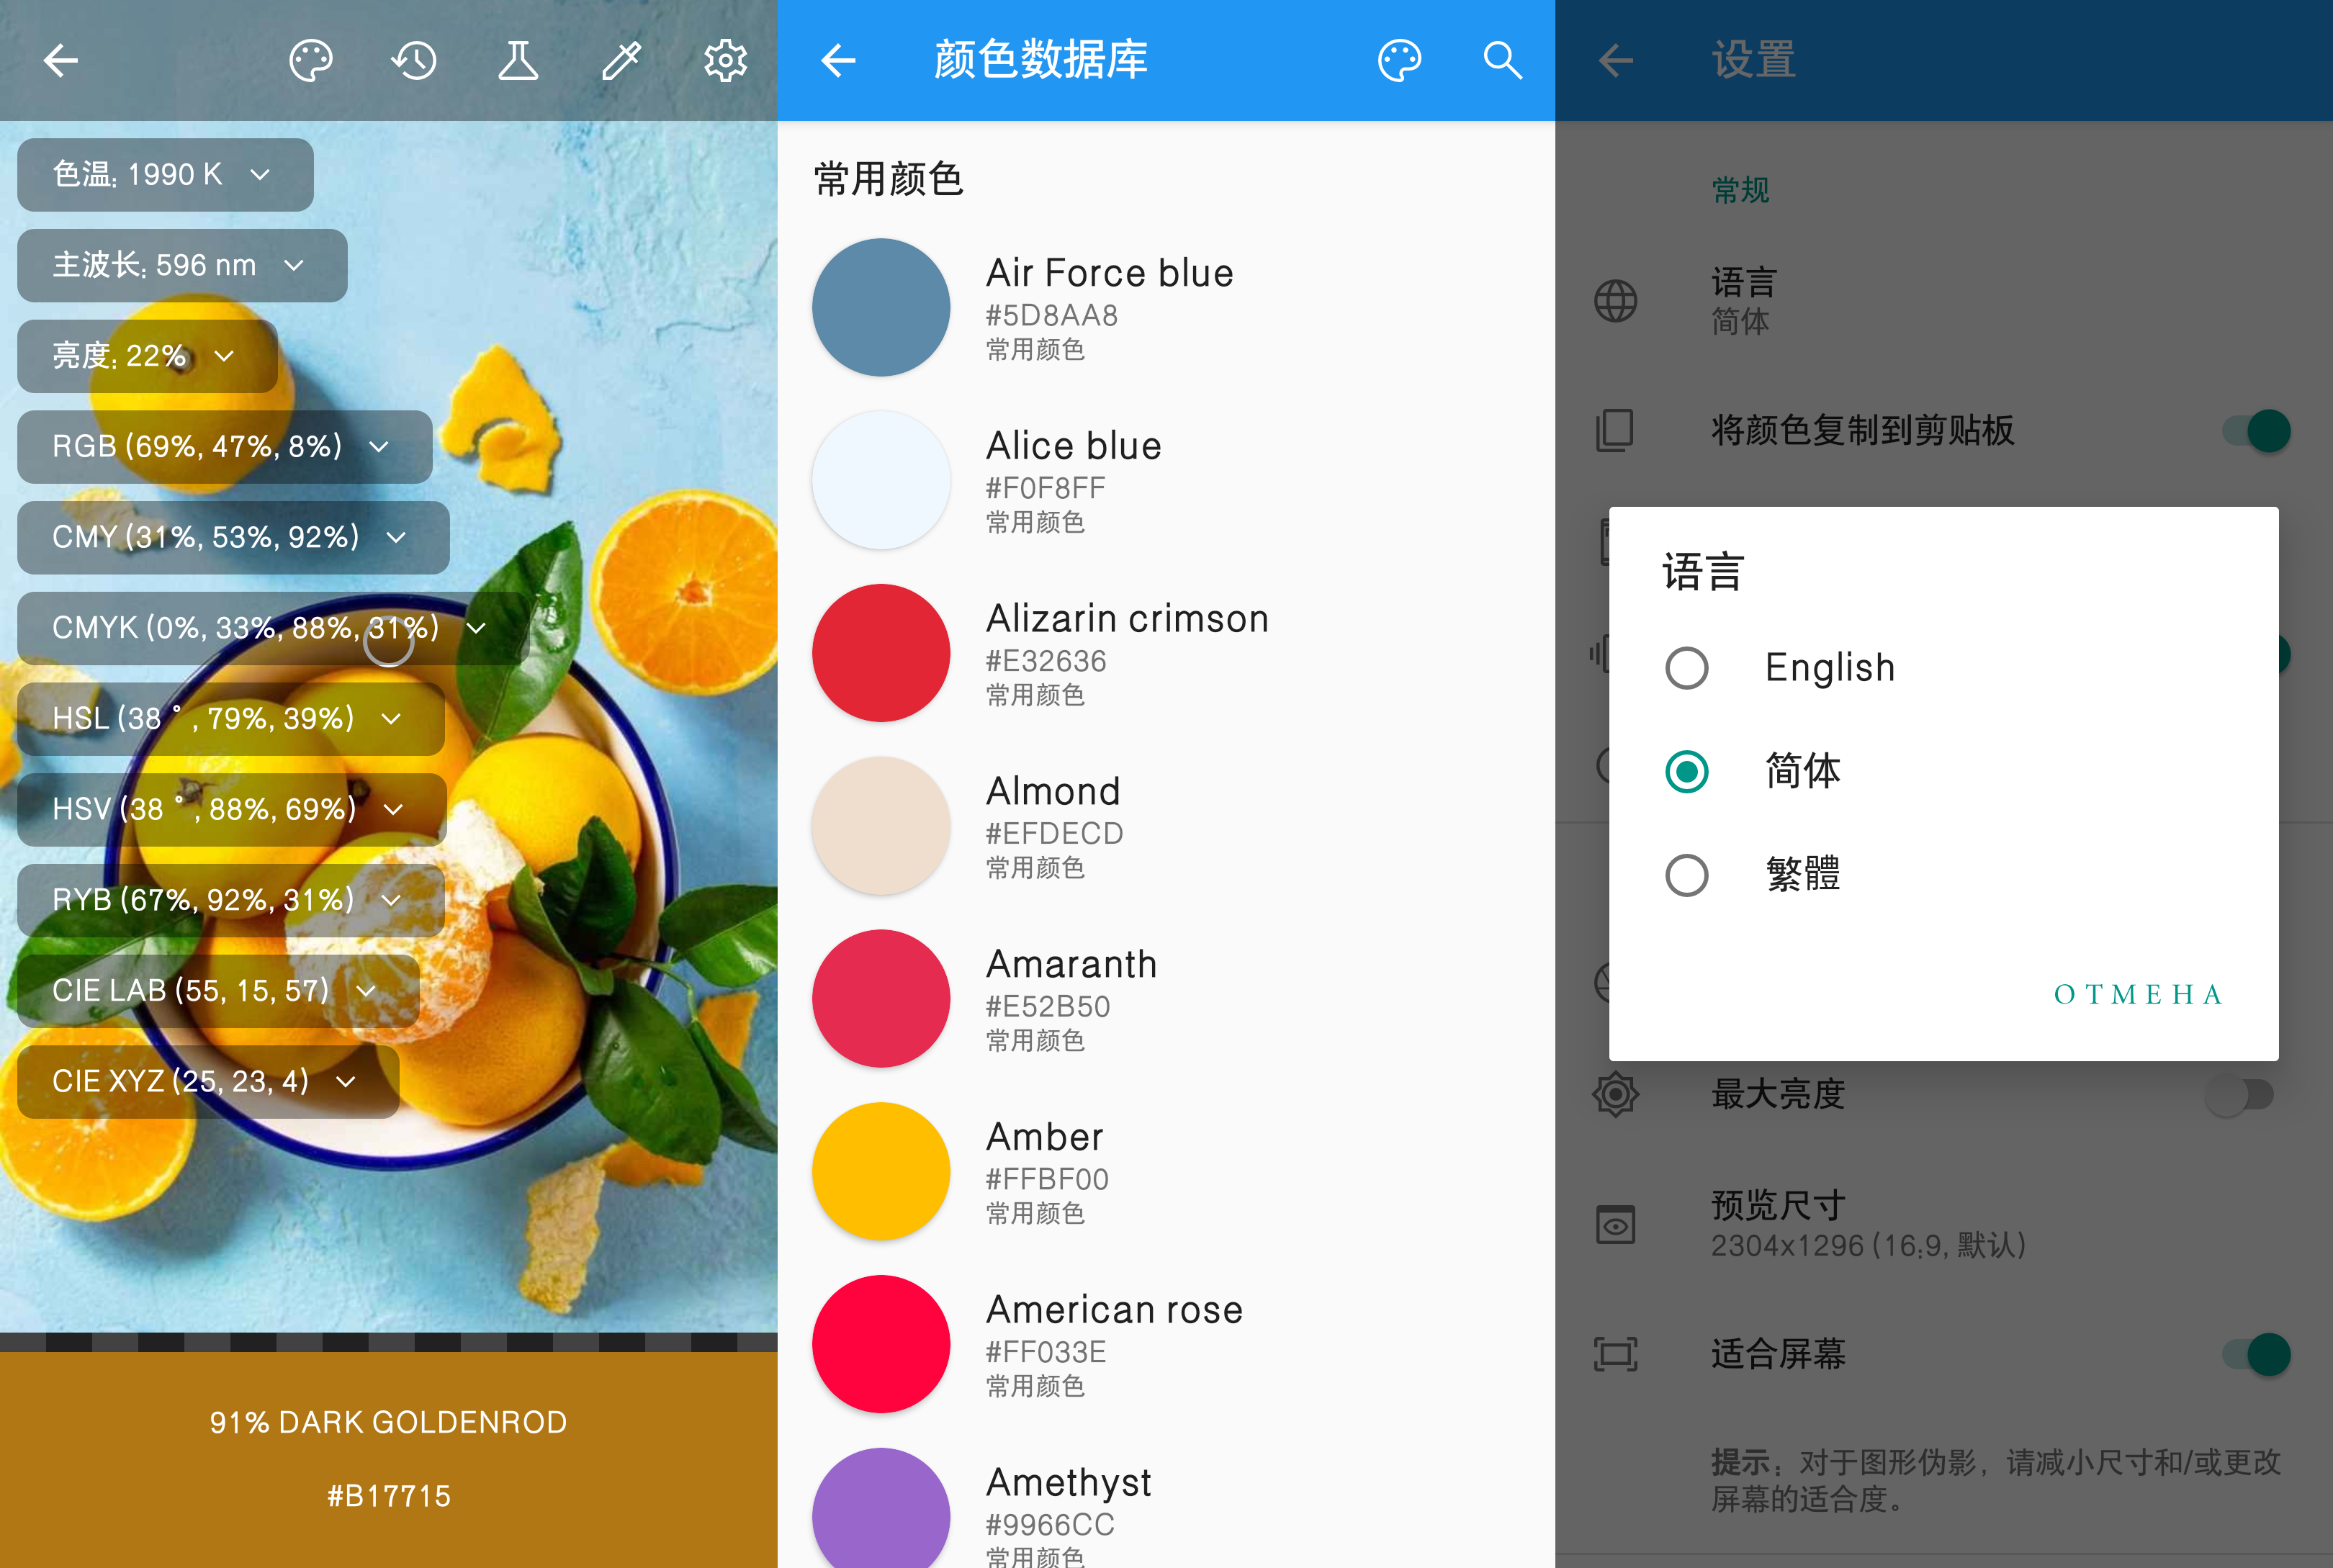 色温: 1990 K
主波长: 596 nm
亮度: 22%
RGB (69%, 47%, 8%)
CMY (31%, 53%, 92%)
CMYK (0%, 33%, 88%, 31%)
HSL (38°, 79%, 39%)
HSV (38°, 88%, 69%)
RYB (67%, 92%, 31%)
CIE LAB (55, 15, 57)
CIE XYZ (25, 23, 4)
91% DARK GOLDENROD
#B17715
颜色数据库
常用颜色
Air Force blue
#5D8AA8
常用颜色
Alice blue
#F0F8FF
常用颜色
Alizarin crimson
#E32636
常用颜色
Almond
#EFDECD
常用颜色
Amaranth
#E52B50
常用颜色
Amber
#FFBF00
常用颜色
American rose
#FF033E
常用颜色
Amethyst
#9966CC
常用颜色
设置
常规
语言
简体
将颜色复制到剪贴板
语言
English
简体
繁體
ОТМЕНА
最大亮度
预览尺寸
2304x1296 (16:9, 默认)
适合屏幕
提示：对于图形伪影，请减小尺寸和/或更改
屏幕的适合度。